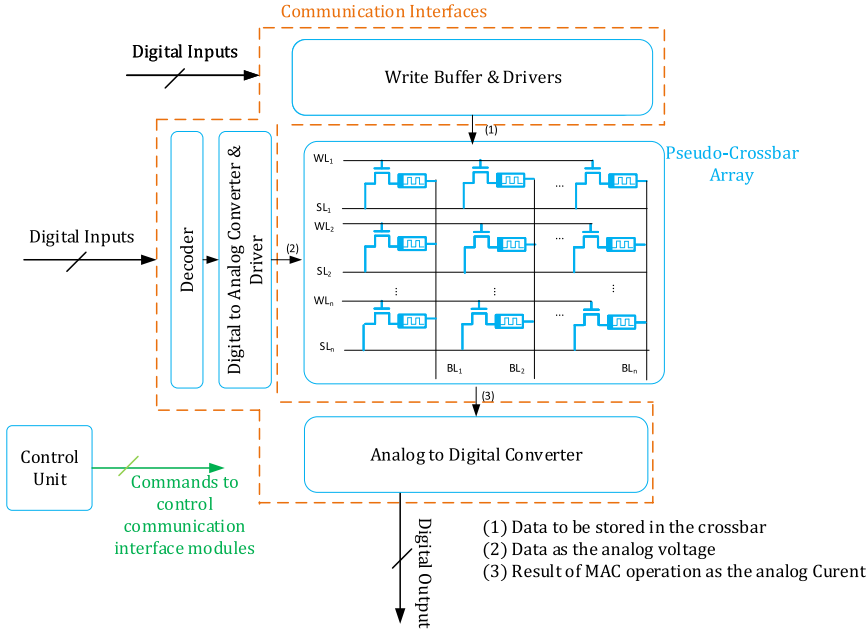 Communication Interfaces
Digital Inputs
Write Buffer & Drivers
(1)
Pseudo-Crossbar
Array
WL1
SL1
...
WL2
SL2
...
...
...
WLn
...
SLn
BL1
BL2
BLn
Digital Inputs
Decoder
Digital to Analog Converter &
Driver
(2)
(3)
Analog to Digital Converter
Control
Unit
Commands to
control
communication
interface modules
Digital Output
(1) Data to be stored in the crossbar
(2) Data as the analog voltage
(3) Result of MAC operation as the analog Curent